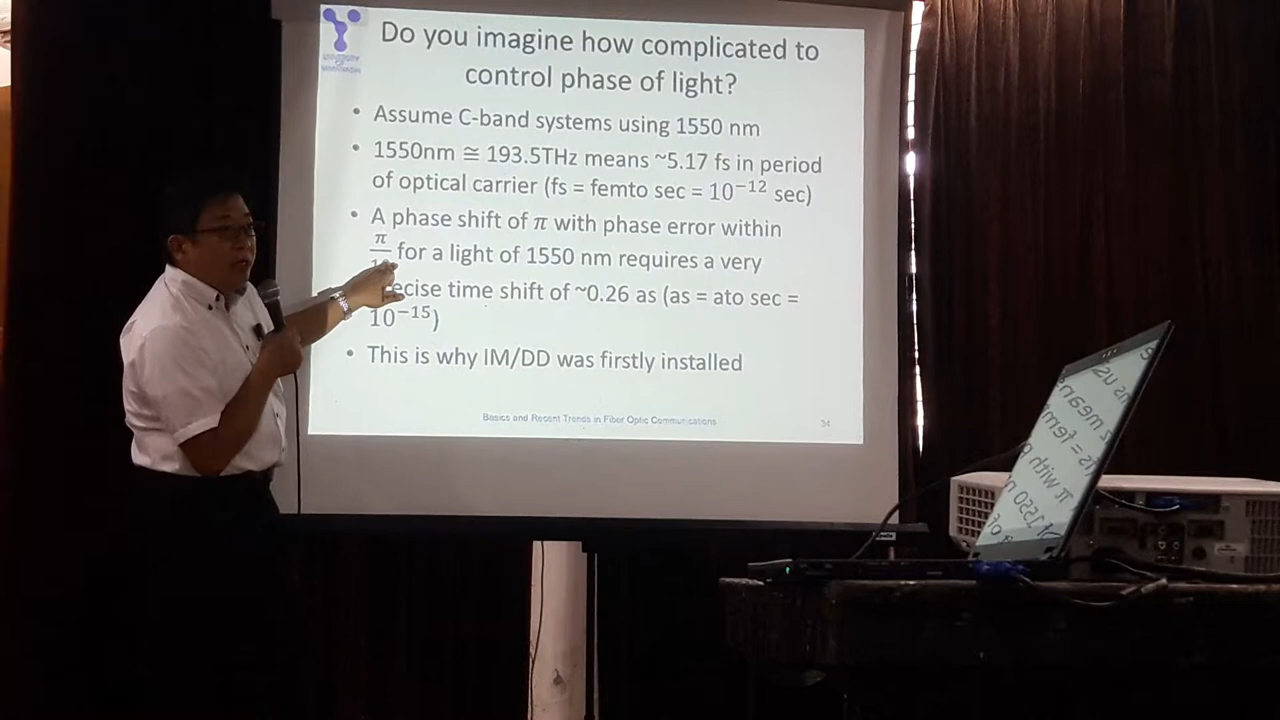 Do you imagine how complicated to
control phase of light?
• Assume C-band systems using 1550 nm
• 1550nm ≅ 193.5THz means ~5.17 fs in period
of optical carrier (fs = femto sec = 10⁻¹² sec)
• A phase shift of π with phase error within
π for a light of 1550 nm requires a very
ecise time shift of ~0.26 as (as = ato sec =
10⁻¹⁵)
• This is why IM/DD was firstly installed
Basics and Recent Trends in Fiber Optic Communications
34